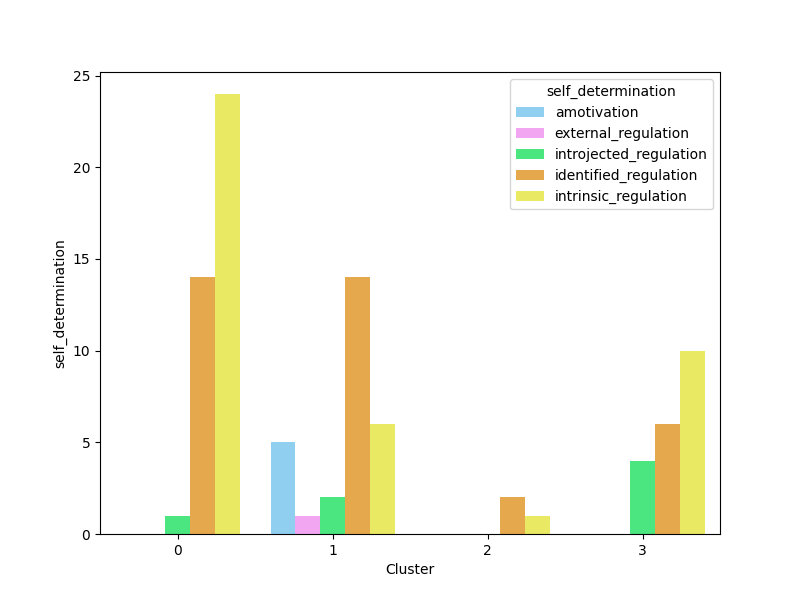 25
20
15
10
5
0
self_determination
0
1
2
3
Cluster
self_determination
amotivation
external_regulation
introjected_regulation
identified_regulation
intrinsic_regulation